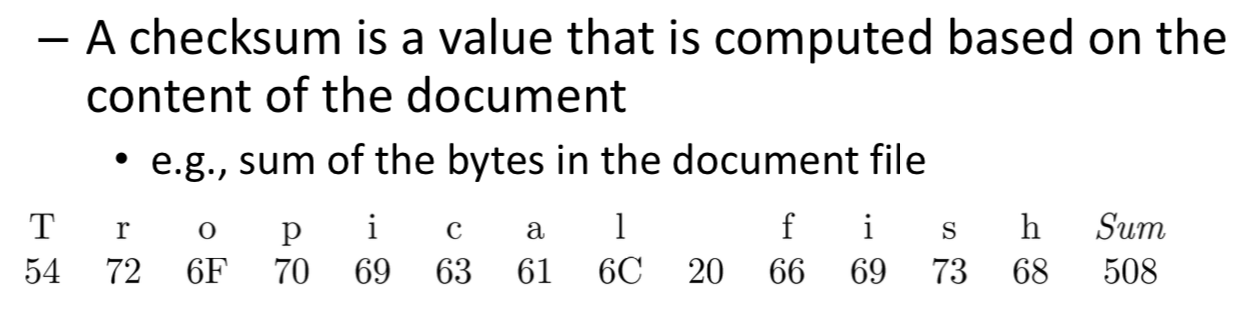 – A checksum is a value that is computed based on the
content of the document
• e.g., sum of the bytes in the document file
T r o p i c a l f i s h Sum
54 72 6F 70 69 63 61 6C 20 66 69 73 68 508